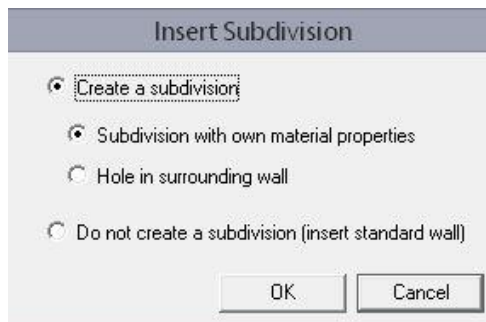 Insert Subdivision
Create a subdivision
Subdivision with own material properties
Hole in surrounding wall
Do not create a subdivision (insert standard wall)
OK
Cancel